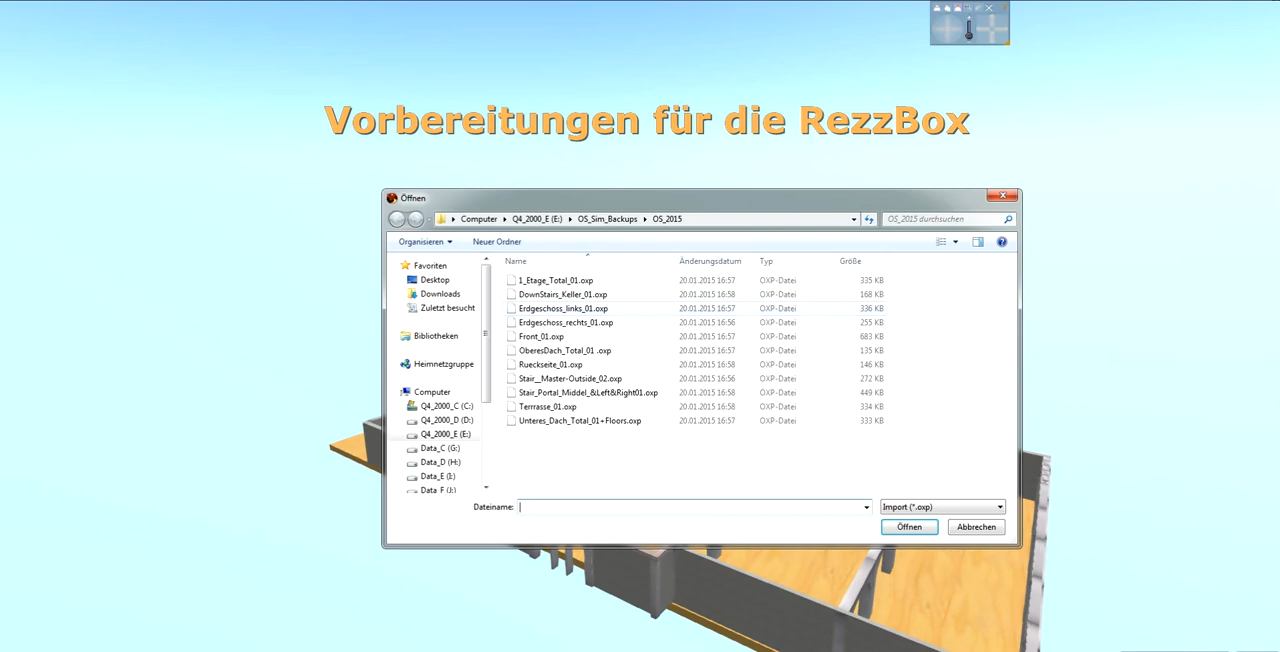 Vorbereitungen für die RezzBox
Öffnen
Computer Q4_2000_E (E:) OS_Sim_Backups OS_2015 OS_2015 durchsuchen
Organisieren Neuer Ordner
Name Änderungsdatum Typ Größe
Favoriten
Desktop
Downloads
Zuletzt besucht
Bibliotheken
Heimnetzgruppe
Computer
Q4_2000_C (C:)
Q4_2000_D (D:)
Q4_2000_E (E:)
Data_C (G:)
Data_D (H:)
Data_E (I:)
Data_F (J:)
1_Etage_Total_01.oxp 20.01.2015 16:57 OXP-Datei 335 KB
DownStairs_Keller_01.oxp 20.01.2015 16:58 OXP-Datei 168 KB
Erdgeschoss_links_01.oxp 20.01.2015 16:57 OXP-Datei 336 KB
Erdgeschoss_rechts_01.oxp 20.01.2015 16:56 OXP-Datei 255 KB
Front_01.oxp 20.01.2015 16:57 OXP-Datei 683 KB
OberesDach_Total_01 .oxp 20.01.2015 16:57 OXP-Datei 135 KB
Rueckseite_01.oxp 20.01.2015 16:58 OXP-Datei 146 KB
Stair__Master-Outside_02.oxp 20.01.2015 16:56 OXP-Datei 272 KB
Stair_Portal_Middel_&Left&Right01.oxp 20.01.2015 16:58 OXP-Datei 449 KB
Terrrasse_01.oxp 20.01.2015 16:58 OXP-Datei 334 KB
Unteres_Dach_Total_01+Floors.oxp 20.01.2015 16:57 OXP-Datei 333 KB
Dateiname: Import (*.oxp)
Öffnen Abbrechen